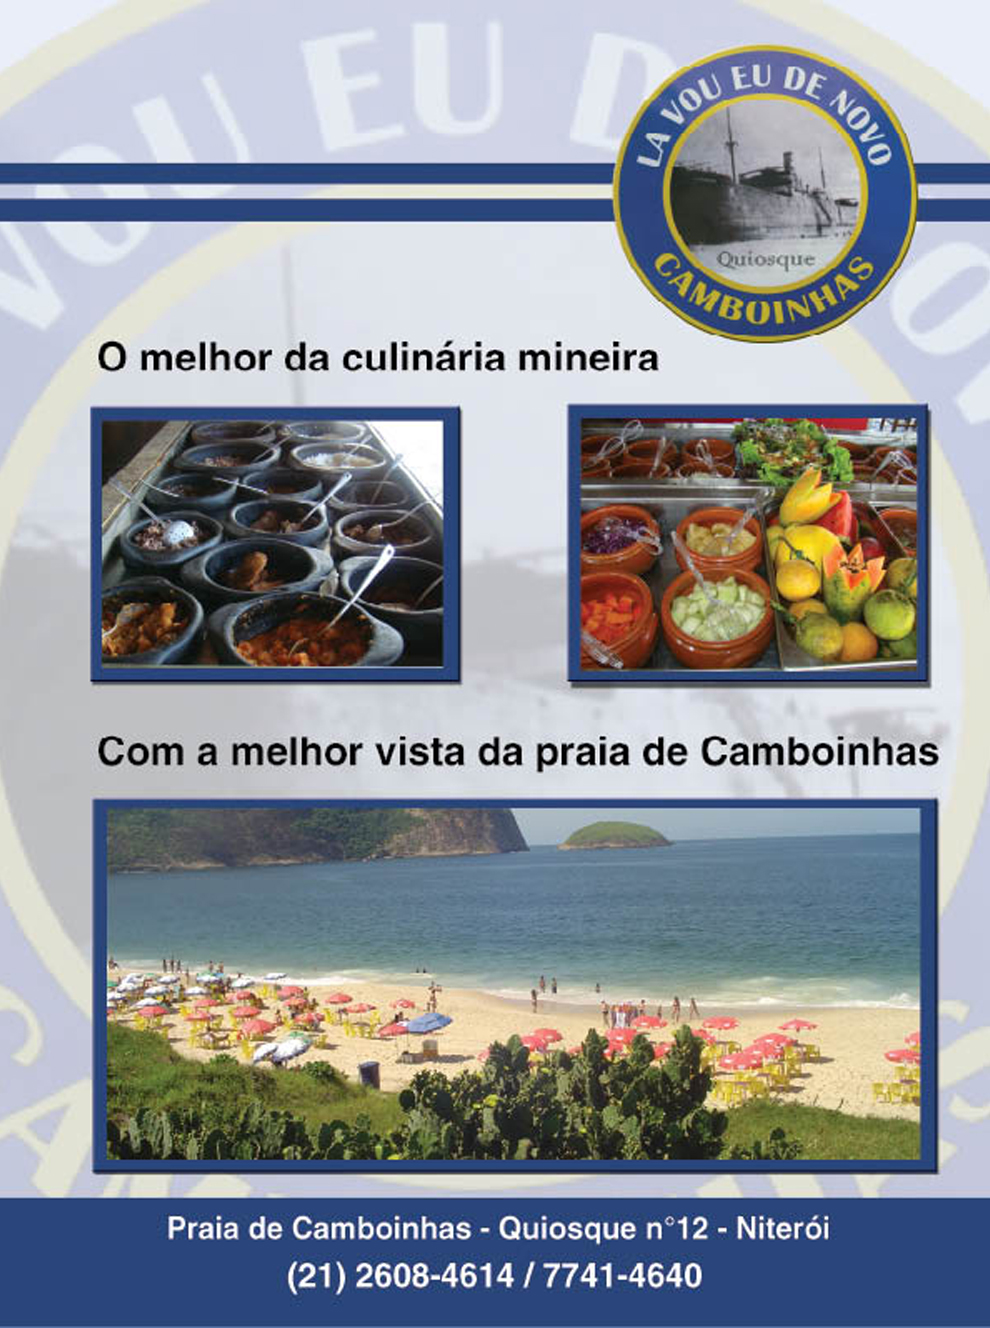 LA VOU EU DE NOVO
Quiosque
CAMBOINHAS
O melhor da culinária mineira
Com a melhor vista da praia de Camboinhas
Praia de Camboinhas - Quiosque n°12 - Niterói
(21) 2608-4614 / 7741-4640